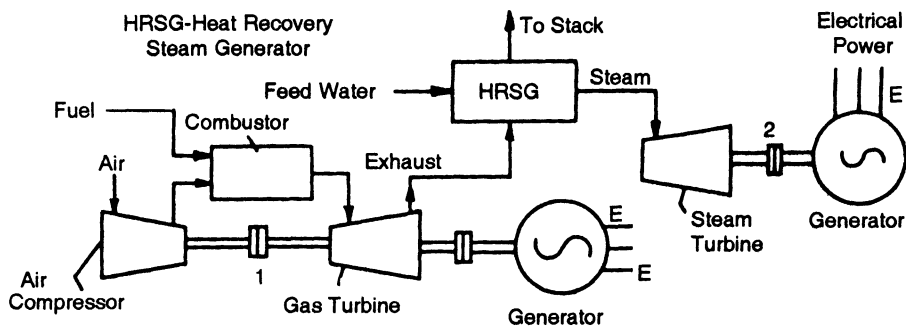 HRSG-Heat Recovery
Steam Generator
To Stack
Electrical
Power
Feed Water
HRSG
Steam
E
Fuel
Combustor
2
Air
Exhaust
Steam
Turbine
Generator
E
E
Air
Compressor
1
Gas Turbine
Generator